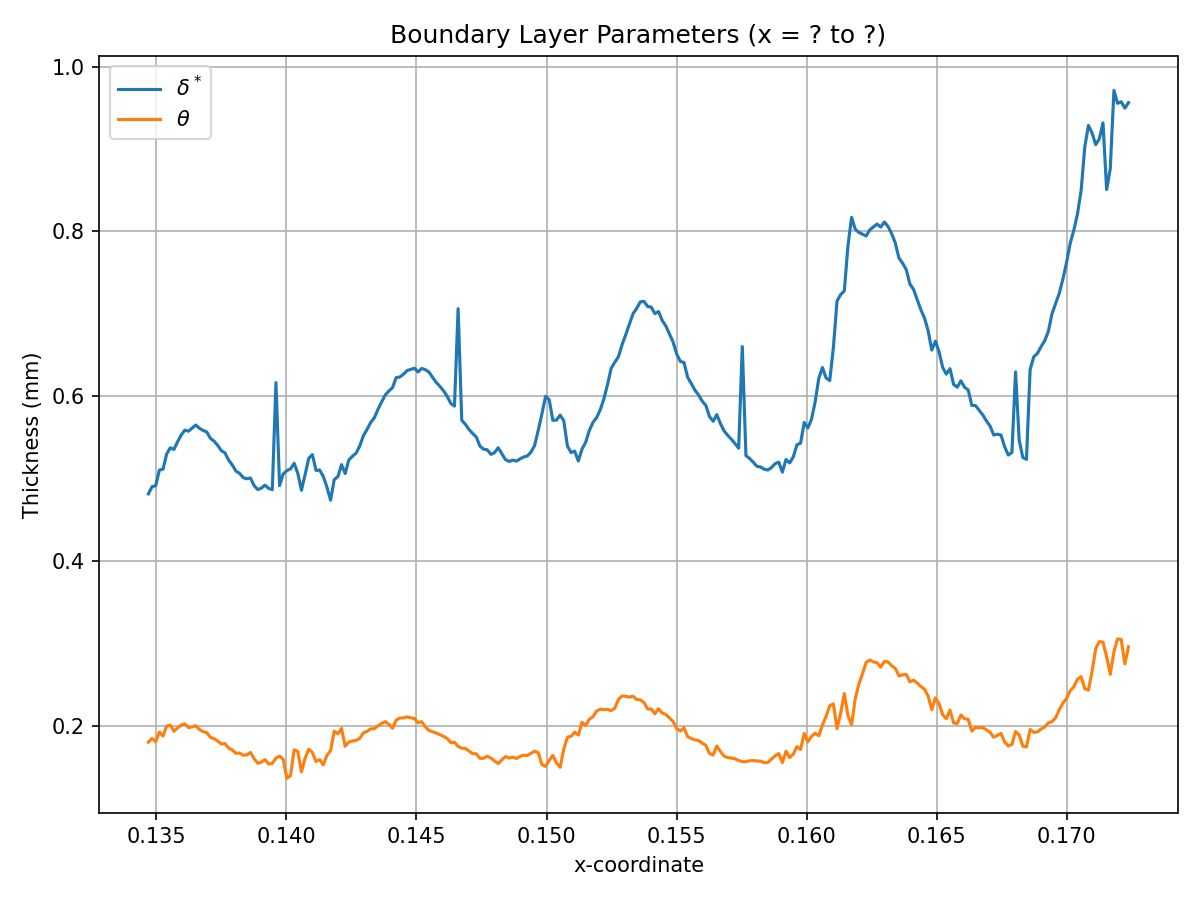 Boundary Layer Parameters (x = ? to ?)
δ*
θ
Thickness (mm)
1.0
0.8
0.6
0.4
0.2
0.135 0.140 0.145 0.150 0.155 0.160 0.165 0.170
x-coordinate